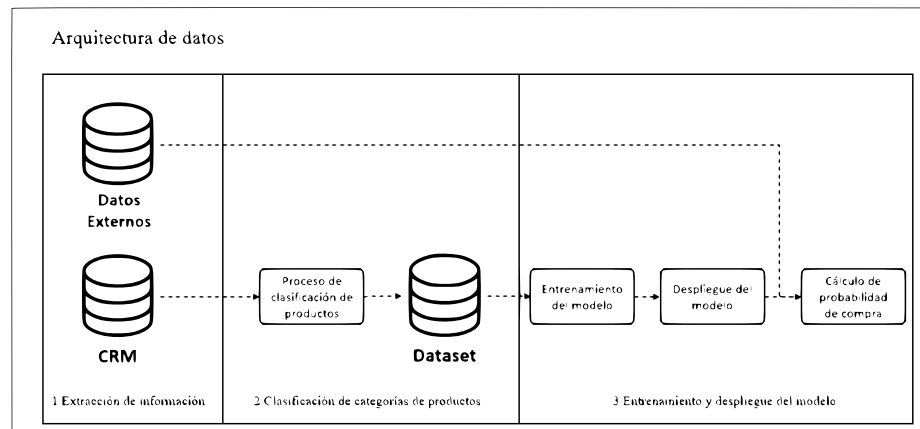 Arquitectura de datos
Datos
Externos
CRM
1 Extracción de información
Proceso de
clasificación de
productos
Dataset
2 Clasificación de categorías de productos
Entrenamiento
del modelo
Despliegue del
modelo
Cálculo de
probabilidad
de compra
3 Entrenamiento y despliegue del modelo